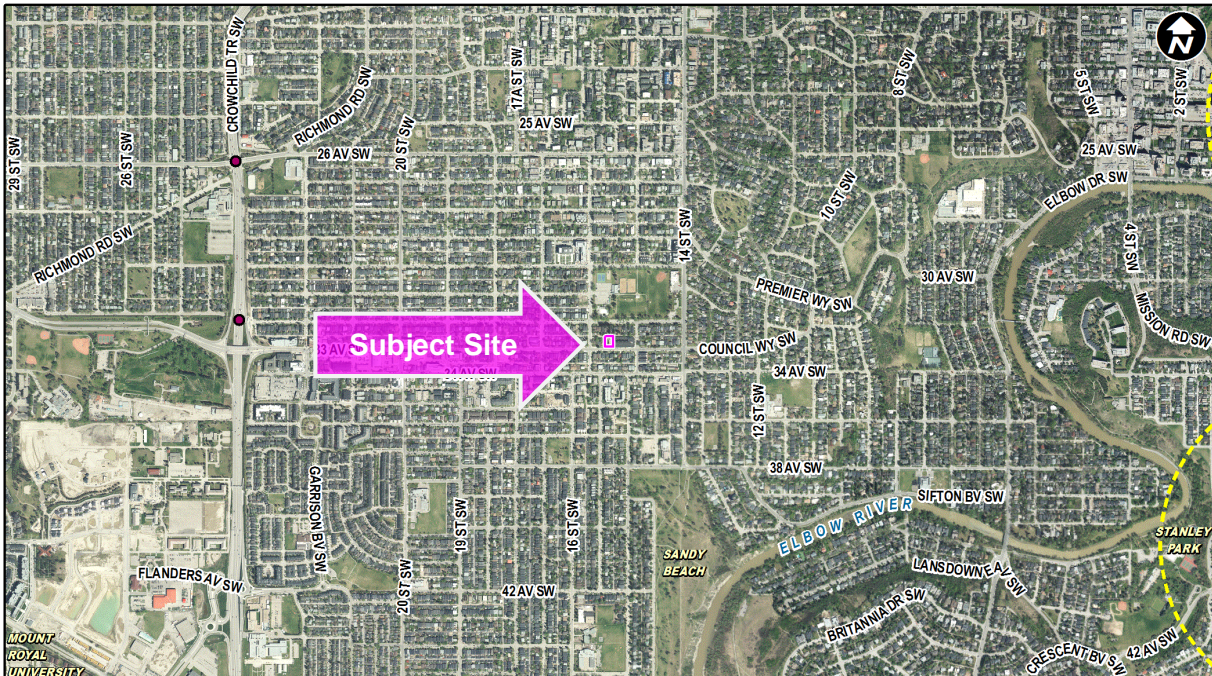 N
CROWCHILD TR SW
17A ST SW
8 ST SW
5 ST SW
2 ST SW
RICHMOND RD SW
25 AV SW
29 ST SW
26 ST SW
26 AV SW
20 ST SW
25 AV SW
ELBOW DR SW
10 ST SW
RICHMOND RD SW
14 ST SW
4 ST SW
30 AV SW
PREMIER WY SW
MISSION RD SW
Subject Site
COUNCIL WY SW
34 AV SW
34 AV SW
12 ST SW
38 AV SW
GARRISON BV SW
19 ST SW
16 ST SW
SIFTON BV SW
ELBOW RIVER
STANLEY
PARK
SANDY
BEACH
FLANDERS AV SW
20 ST SW
42 AV SW
LANSDOWNE AV SW
BRITANNIA DR SW
MOUNT
ROYAL
UNIVERSITY
CRESCENT BV SW
42 AV SW